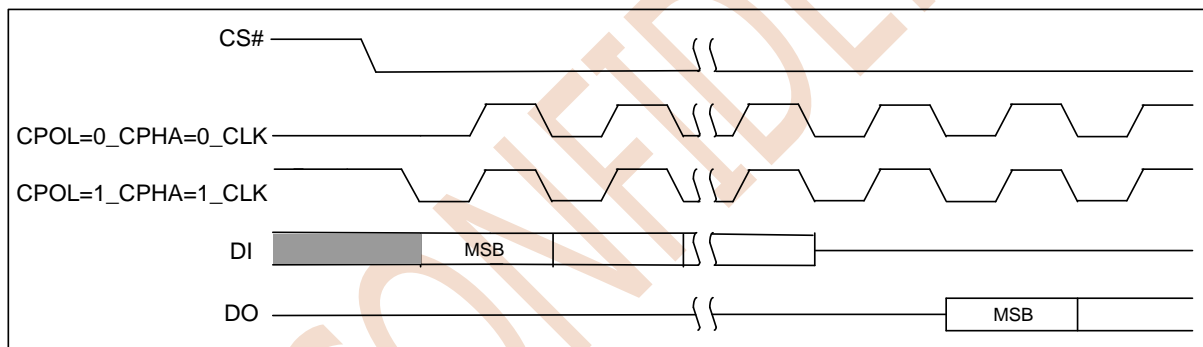 CS#
CPOL=0_CPHA=0_CLK
CPOL=1_CPHA=1_CLK
DI
MSB
DO
MSB